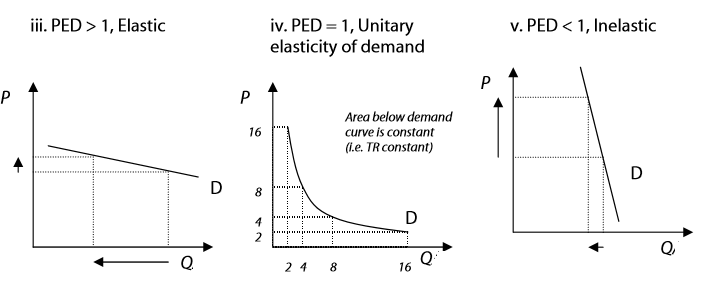 iii. PED > 1, Elastic
P
D
Q
iv. PED = 1, Unitary
elasticity of demand
P
Area below demand
curve is constant
(i.e. TR constant)
16
8
4
2
D
2 4 8 16
Q
v. PED < 1, Inelastic
P
D
Q